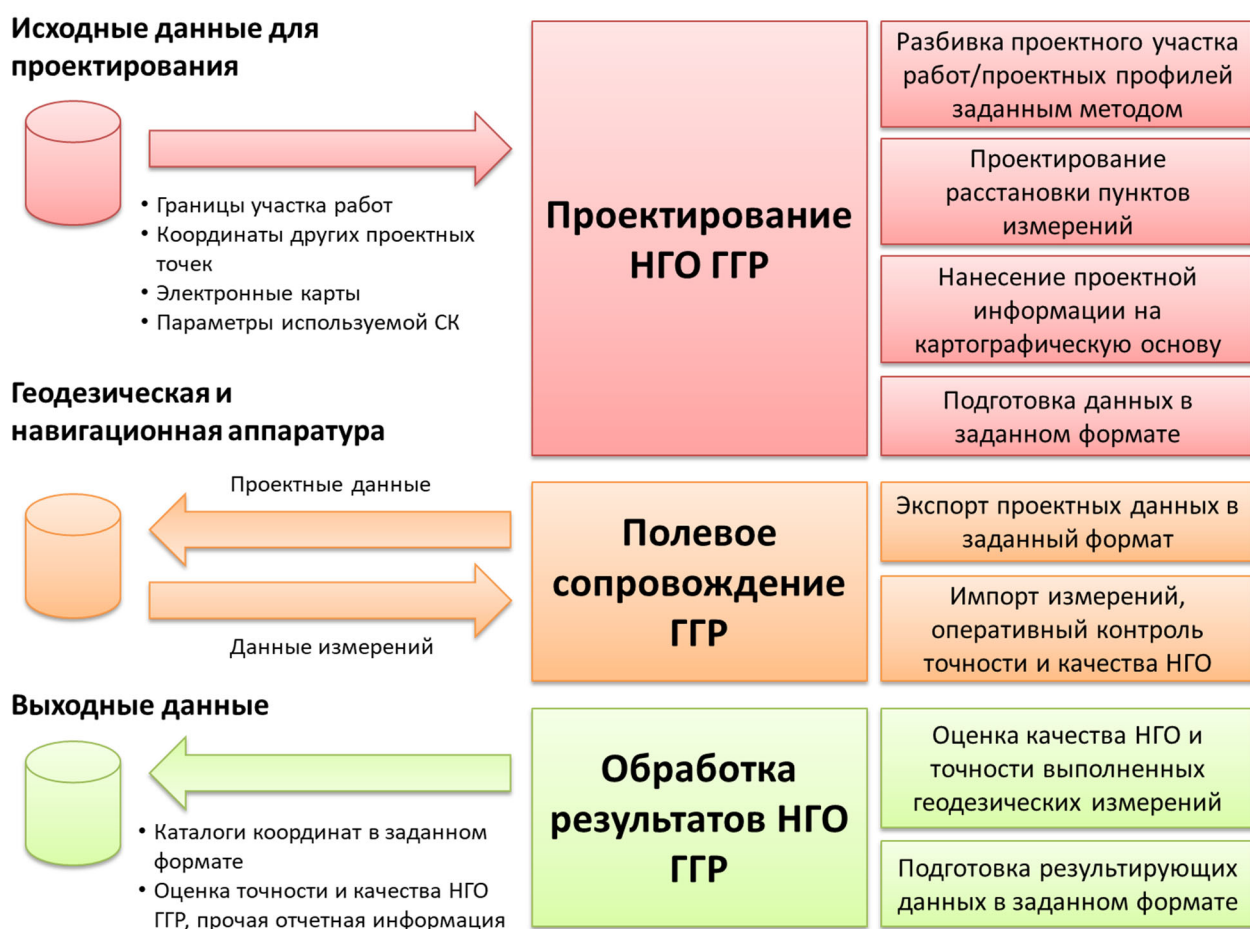 Исходные данные для
проектирования
• Границы участка работ
• Координаты других проектных
точек
• Электронные карты
• Параметры используемой СК
Проектирование
НГО ГГР
Разбивка проектного участка
работ/проектных профилей
заданным методом
Проектирование
расстановки пунктов
измерений
Нанесение проектной
информации на
картографическую основу
Подготовка данных в
заданном формате
Геодезическая и
навигационная аппаратура
Проектные данные
Данные измерений
Полевое
сопровождение
ГГР
Экспорт проектных данных в
заданный формат
Импорт измерений,
оперативный контроль
точности и качества НГО
Выходные данные
• Каталоги координат в заданном
формате
• Оценка точности и качества НГО
ГГР, прочая отчетная информация
Обработка
результатов НГО
ГГР
Оценка качества НГО и
точности выполненных
геодезических измерений
Подготовка результирующих
данных в заданном формате